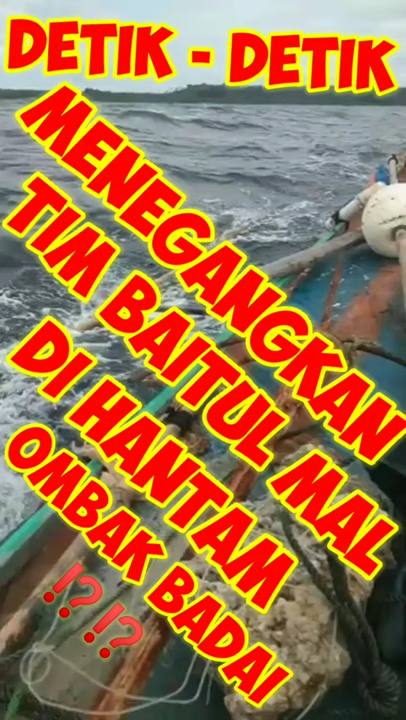 DETIK - DETIK
MENEGANGKAN
TIM BAITUL MAL
DI HANTAM
OMBAK BADAI
⁉️⁉️